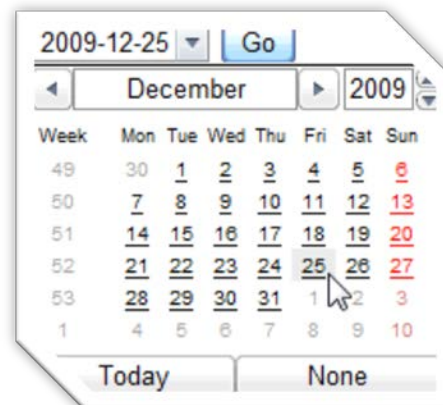 2009-12-25 Go
December 2009
Week Mon Tue Wed Thu Fri Sat Sun
49 30 1 2 3 4 5 6
50 7 8 9 10 11 12 13
51 14 15 16 17 18 19 20
52 21 22 23 24 25 26 27
53 28 29 30 31 1 2 3
1 4 5 6 7 8 9 10
Today None